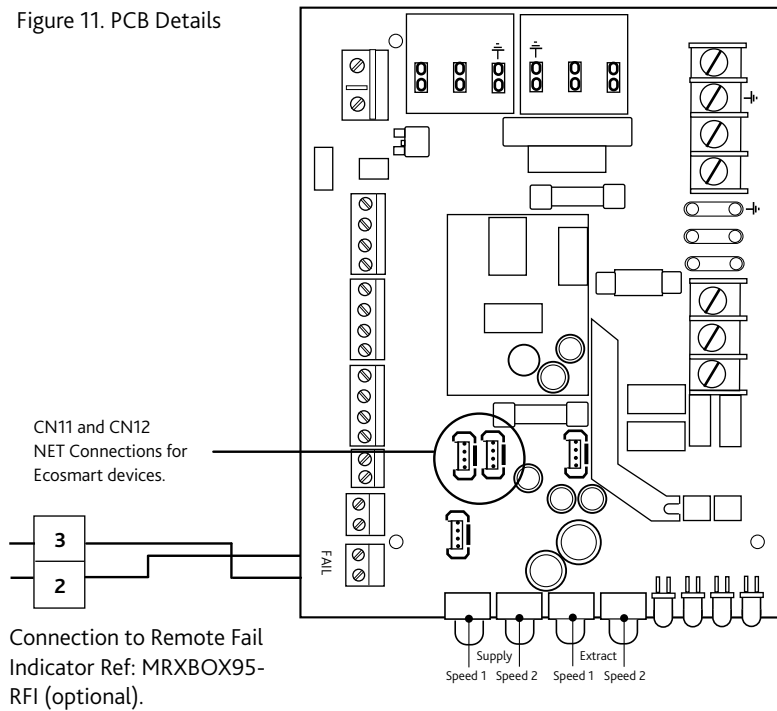 Figure 11. PCB Details
CN11 and CN12
NET Connections for
Ecosmart devices.
3
2
FAIL
Connection to Remote Fail
Indicator Ref: MRXBOX95-
RFI (optional).
Supply Extract
Speed 1 Speed 2 Speed 1 Speed 2